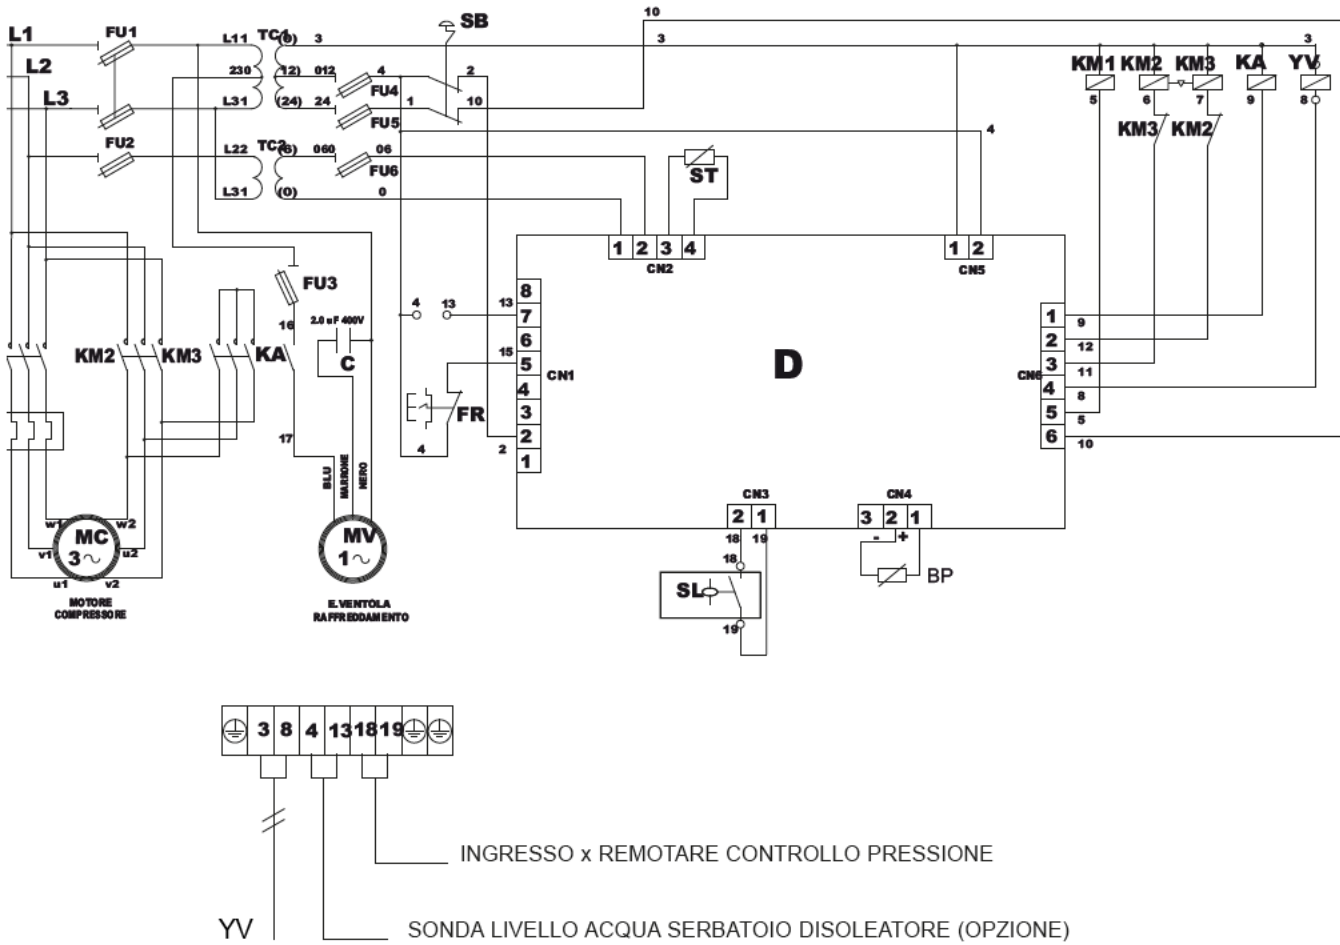 10
L1 FU1 L11 TC1 (0) 3 SB 3 3
L2 230 (12) 012 4 2 KM1 KM2 KM3 KA YV
L3 L31 (24) 24 FU4 1 10 5 6 7 9 8
FU5
FU2 L22 TC2 (6) 060 06 4 KM3 KM2
FU6
L31 (0) 0 ST
1 2 3 4 1 2
CN2 CN5
FU3
8
4 13 13 7 1 9
16 2.0 uF 400V 6 2 12
KM2 KM3 KA C 15 5 CN1 D CN6 3 11
4 4 8
FR 3 5 5
17 4 2 2 6 10
1
BLU MARRONE NERO
CN3 CN4
2 1 3 2 1
w1 w2 18 19 - +
MC MV
v1 3 u2 1 18
u1 v2 SL BP
MOTORE
COMPRESSORE
E.VENTOLA
RAFFREDDAMENTO
19
3 8 4 13 18 19
INGRESSO x REMOTARE CONTROLLO PRESSIONE
YV SONDA LIVELLO ACQUA SERBATOIO DISOLEATORE (OPZIONE)